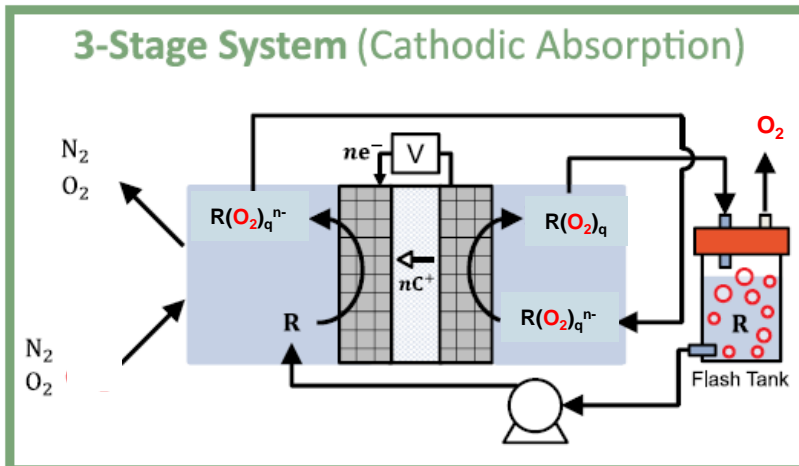 3-Stage System (Cathodic Absorption)
N₂
O₂
ne⁻
V
O₂
R(O₂)qⁿ⁻
R(O₂)q
nC⁺
R
R(O₂)qⁿ⁻
R
N₂
O₂
Flash Tank